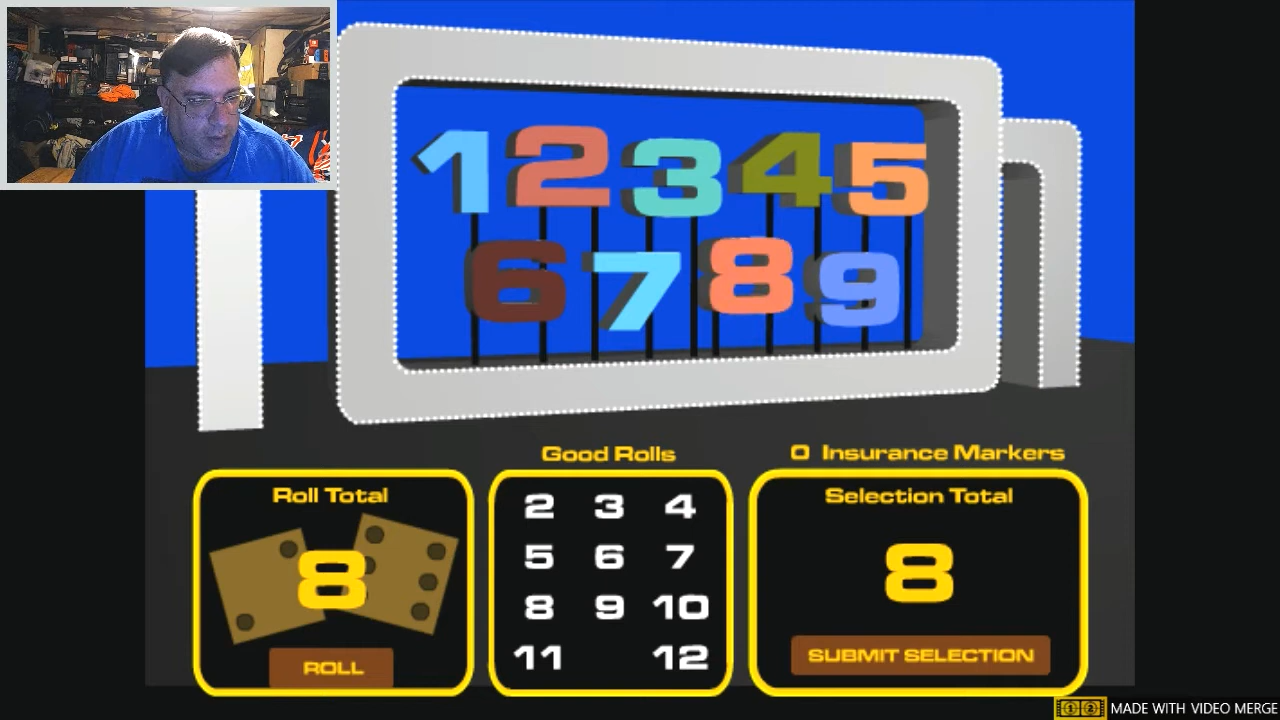 1 2 3 4 5
6 7 8 9
Good Rolls
0 Insurance Markers
Roll Total
8
ROLL
2 3 4
5 6 7
8 9 10
11 12
Selection Total
8
SUBMIT SELECTION
1 2 MADE WITH VIDEO MERGE